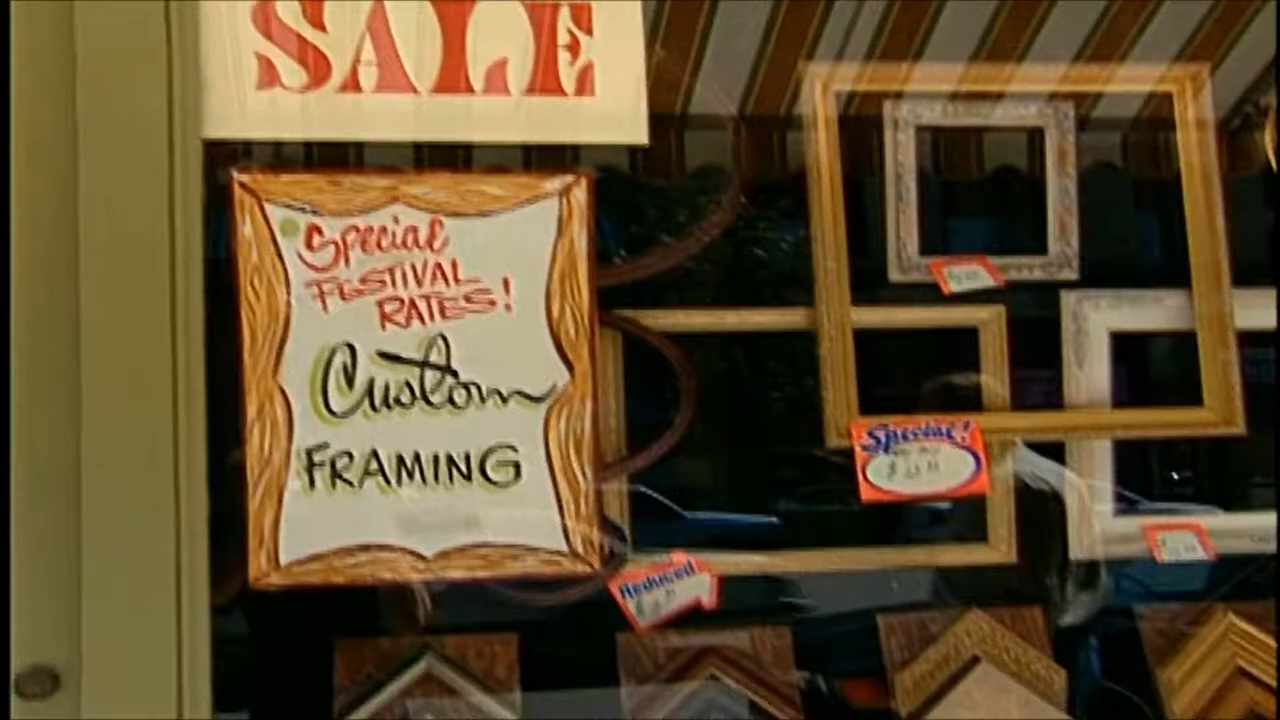 SALE
Special
FESTIVAL
RATES!
Custom
FRAMING
Special!
Reduced